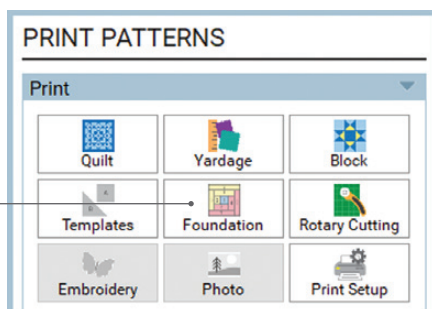 PRINT PATTERNS
Print
Quilt Yardage Block
Templates Foundation Rotary Cutting
Embroidery Photo Print Setup